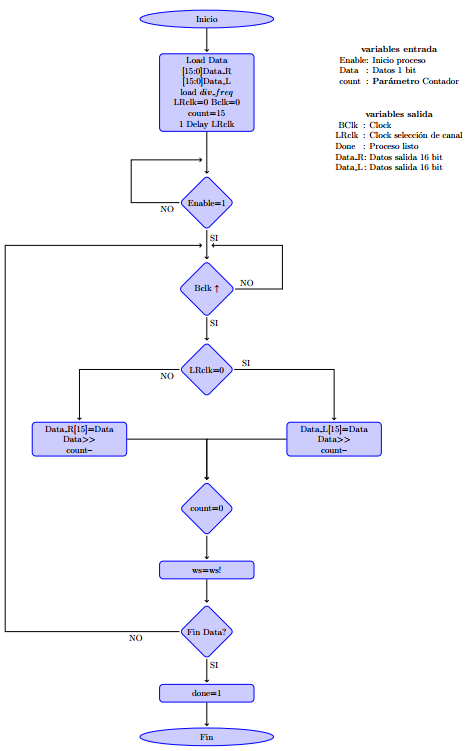 Inicio
Load Data
[15:0]Data_R
[15:0]Data_L
load div_freq
LRclk=0 Bclk=0
count=15
1 Delay LRclk
variables entrada
Enable: Inicio proceso
Data : Datos 1 bit
count : Parámetro Contador
variables salida
BClk : Clock
LRclk : Clock selección de canal
Done : Proceso listo
Data_R: Datos salida 16 bit
Data_L: Datos salida 16 bit
Enable=1
NO
SI
Bclk ↑
NO
SI
LRclk=0
NO
SI
Data_R[15]=Data
Data>>
count–
Data_L[15]=Data
Data>>
count–
count=0
ws=ws!
Fin Data?
NO
SI
done=1
Fin